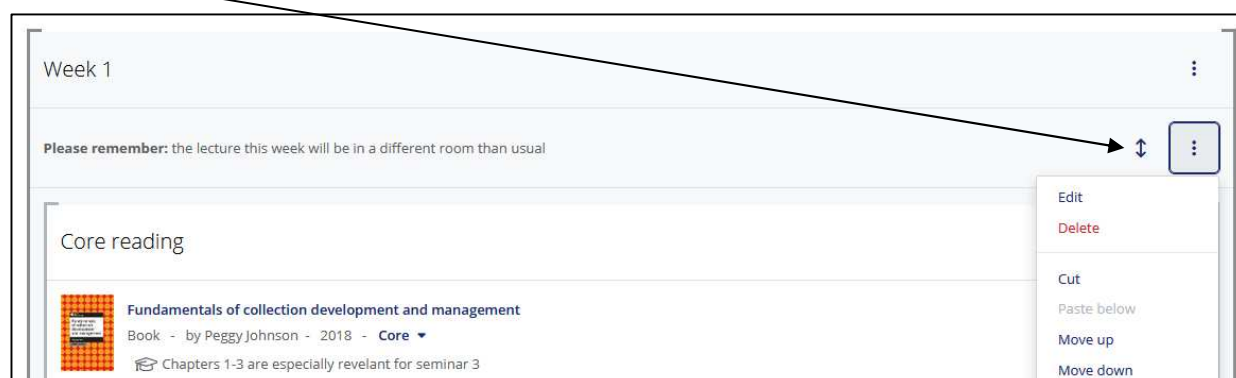 Week 1
Please remember: the lecture this week will be in a different room than usual
Edit
Delete
Core reading
Cut
Fundamentals of collection development and management
Paste below
Book - by Peggy Johnson - 2018 - Core
Move up
Chapters 1-3 are especially revelant for seminar 3
Move down